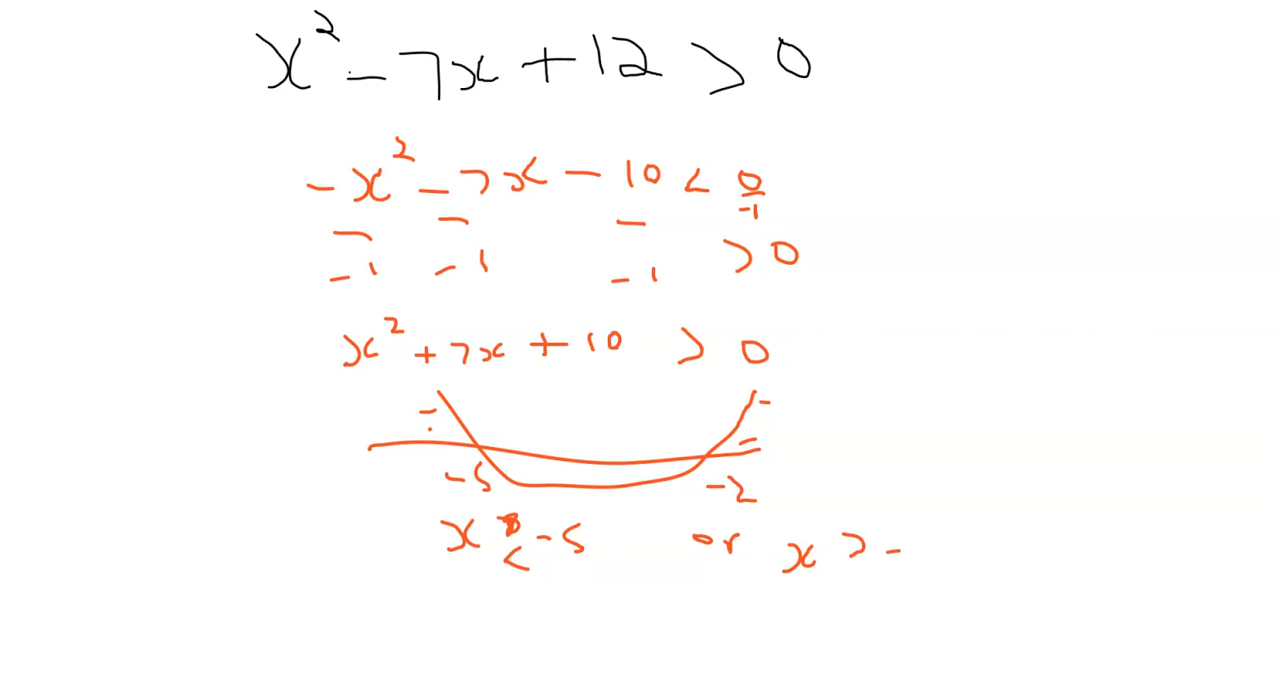 x² - 7x + 12 > 0
-x² - 7x - 10 < 0
-1 -1 -1 -1 > 0
x² + 7x + 10 > 0
-5 -2
x < -5 or x > -